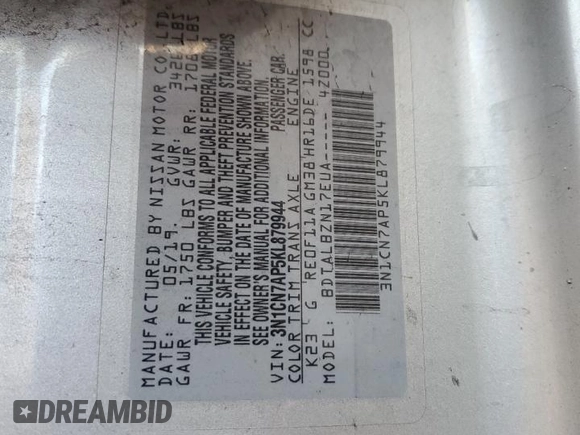 MANUFACTURED BY NISSAN MOTOR CO., LTD.
05/19. GVWR: 3426 LBS
GAWR FR: 1750 LBS GAWR RR: 1706 LBS
THIS VEHICLE CONFORMS TO ALL APPLICABLE FEDERAL MOTOR
VEHICLE SAFETY, BUMPER AND THEFT PREVENTION STANDARDS
IN EFFECT ON THE DATE OF MANUFACTURE SHOWN ABOVE.
SEE OWNER'S MANUAL FOR ADDITIONAL INFORMATION.
VIN: 3N1CN7AP5KL879944 PASSENGER CAR.
COLOR TRIM TRANS AXLE ENGINE
K23 G RE0F11A GM38 HR16DE 1598 CC
MODEL: BDTALBZN17EUA----- 4Z000
3N1CN7AP5KL879944
DREAMBID